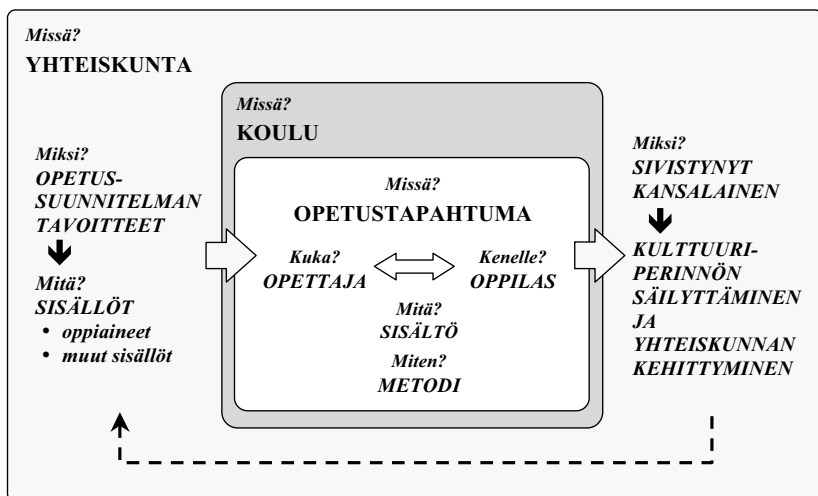 Missä?
YHTEISKUNTA
Miksi?
OPETUS-
SUUNNITELMAN
TAVOITTEET
Mitä?
SISÄLLÖT
• oppiaineet
• muut sisällöt
Missä?
KOULU
Missä?
OPETUSTAPAHTUMA
Kuka?
OPETTAJA
Kenelle?
OPPILAS
Mitä?
SISÄLTÖ
Miten?
METODI
Miksi?
SIVISTYNYT
KANSALAINEN
KULTTUURI-
PERINNÖN
SÄILYTTÄMINEN
JA
YHTEISKUNNAN
KEHITTYMINEN